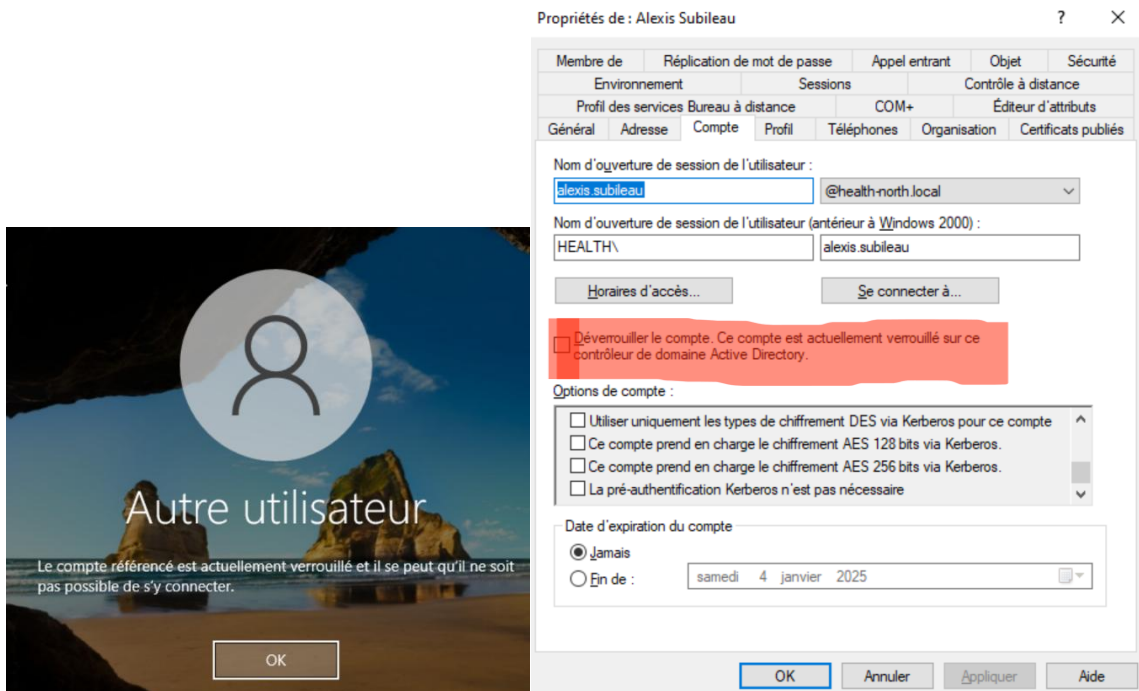 Autre utilisateur
Le compte référencé est actuellement verrouillé et il se peut qu'il ne soit
pas possible de s'y connecter.
OK
Propriétés de : Alexis Subileau
?
Membre de
Réplication de mot de passe
Appel entrant
Objet
Sécurité
Environnement
Sessions
Contrôle à distance
Profil des services Bureau à distance
COM+
Éditeur d'attributs
Général
Adresse
Compte
Profil
Téléphones
Organisation
Certificats publiés
Nom d'ouverture de session de l'utilisateur :
alexis.subileau
@health-north.local
Nom d'ouverture de session de l'utilisateur (antérieur à Windows 2000) :
HEALTH\
alexis.subileau
Horaires d'accès...
Se connecter à...
Déverrouiller le compte. Ce compte est actuellement verrouillé sur ce
contrôleur de domaine Active Directory.
Options de compte :
Utiliser uniquement les types de chiffrement DES via Kerberos pour ce compte
Ce compte prend en charge le chiffrement AES 128 bits via Kerberos.
Ce compte prend en charge le chiffrement AES 256 bits via Kerberos.
La pré-authentification Kerberos n'est pas nécessaire
Date d'expiration du compte
Jamais
Fin de :
samedi 4 janvier 2025
OK
Annuler
Appliquer
Aide